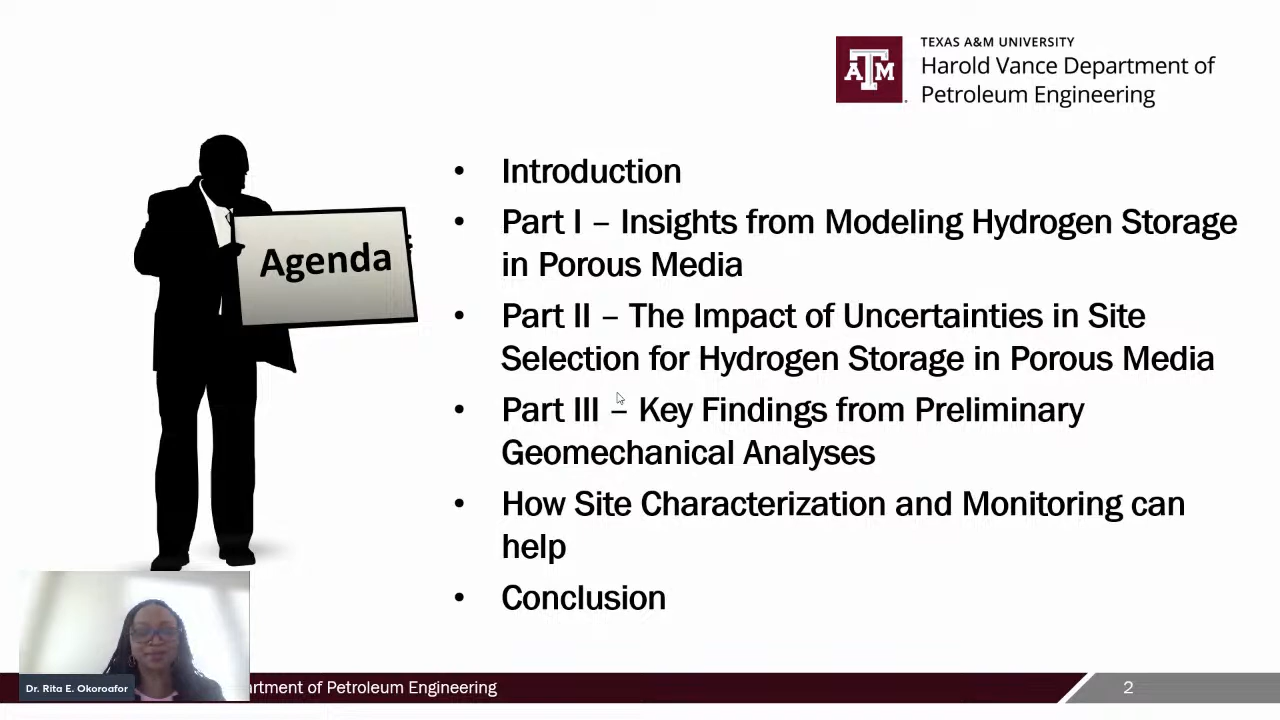 TEXAS A&M UNIVERSITY
Harold Vance Department of
Petroleum Engineering
ATM
Agenda
• Introduction
• Part I – Insights from Modeling Hydrogen Storage
in Porous Media
• Part II – The Impact of Uncertainties in Site
Selection for Hydrogen Storage in Porous Media
• Part III – Key Findings from Preliminary
Geomechanical Analyses
• How Site Characterization and Monitoring can
help
• Conclusion
Dr. Rita E. Okoroafor
artment of Petroleum Engineering
2